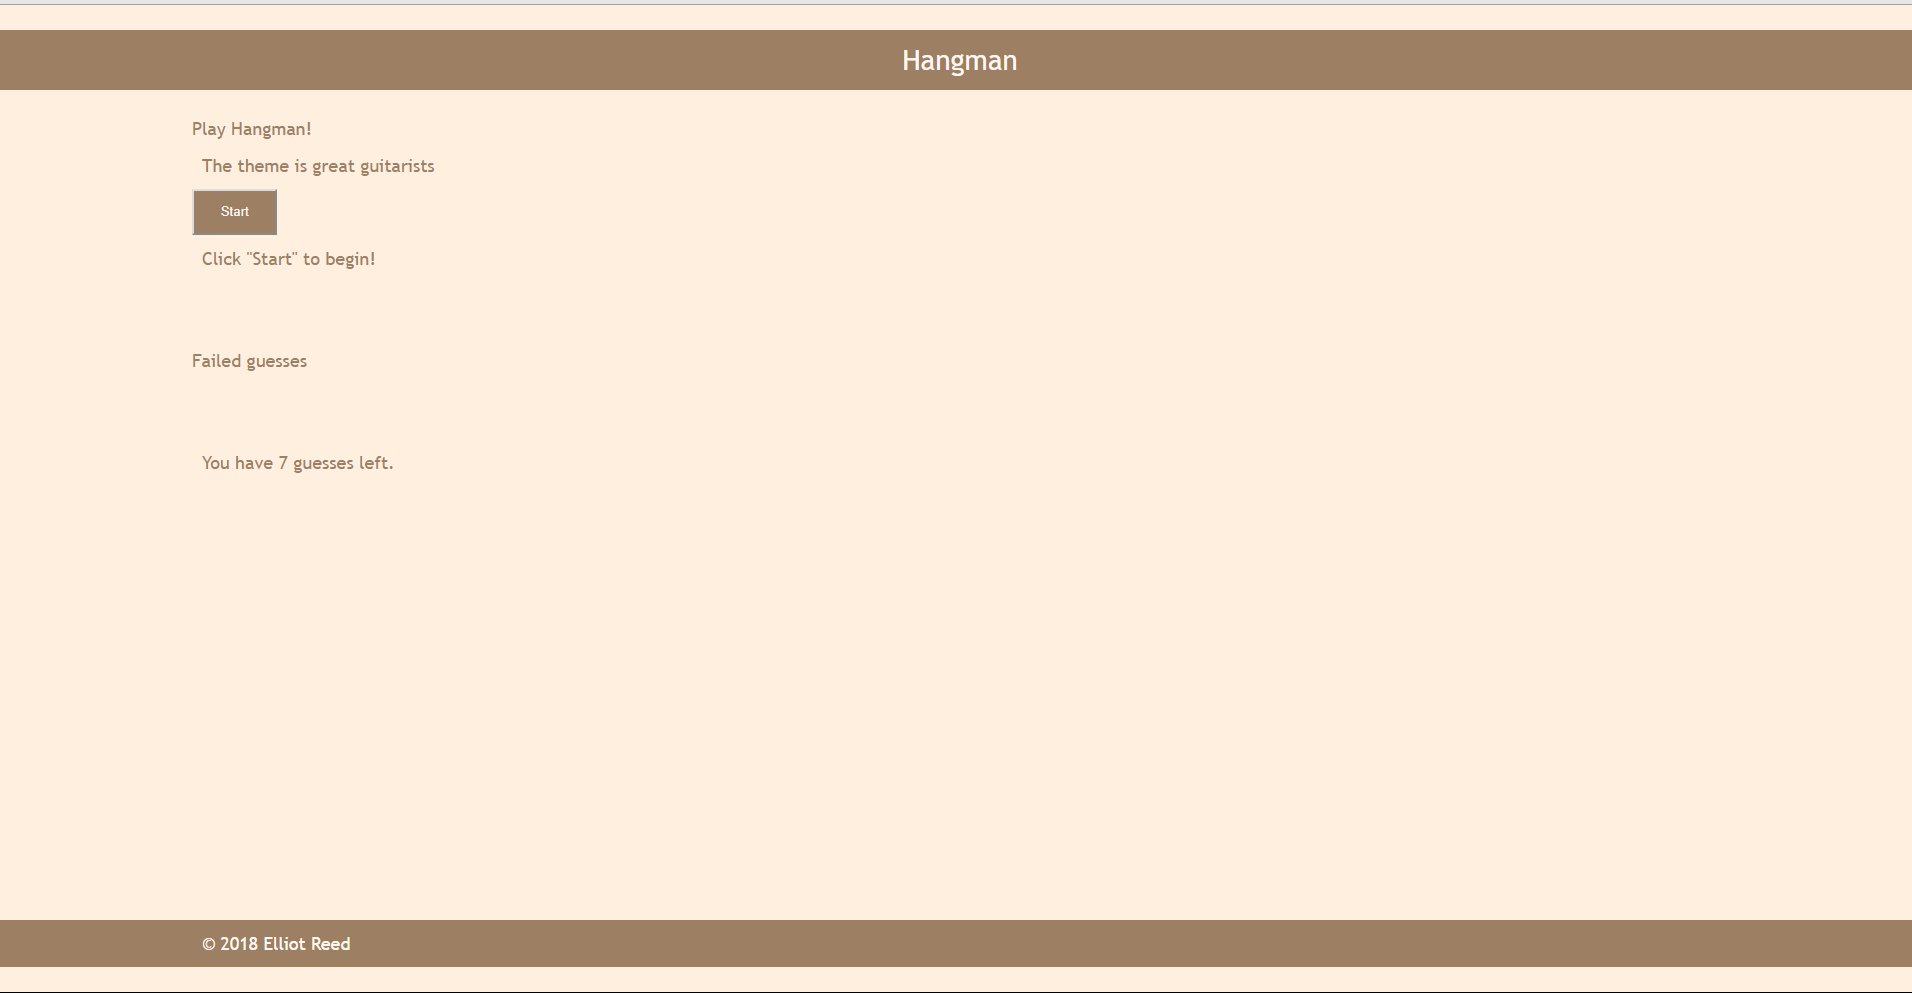 Hangman
Play Hangman!
The theme is great guitarists
Start
Click "Start" to begin!
Failed guesses
You have 7 guesses left.
© 2018 Elliot Reed